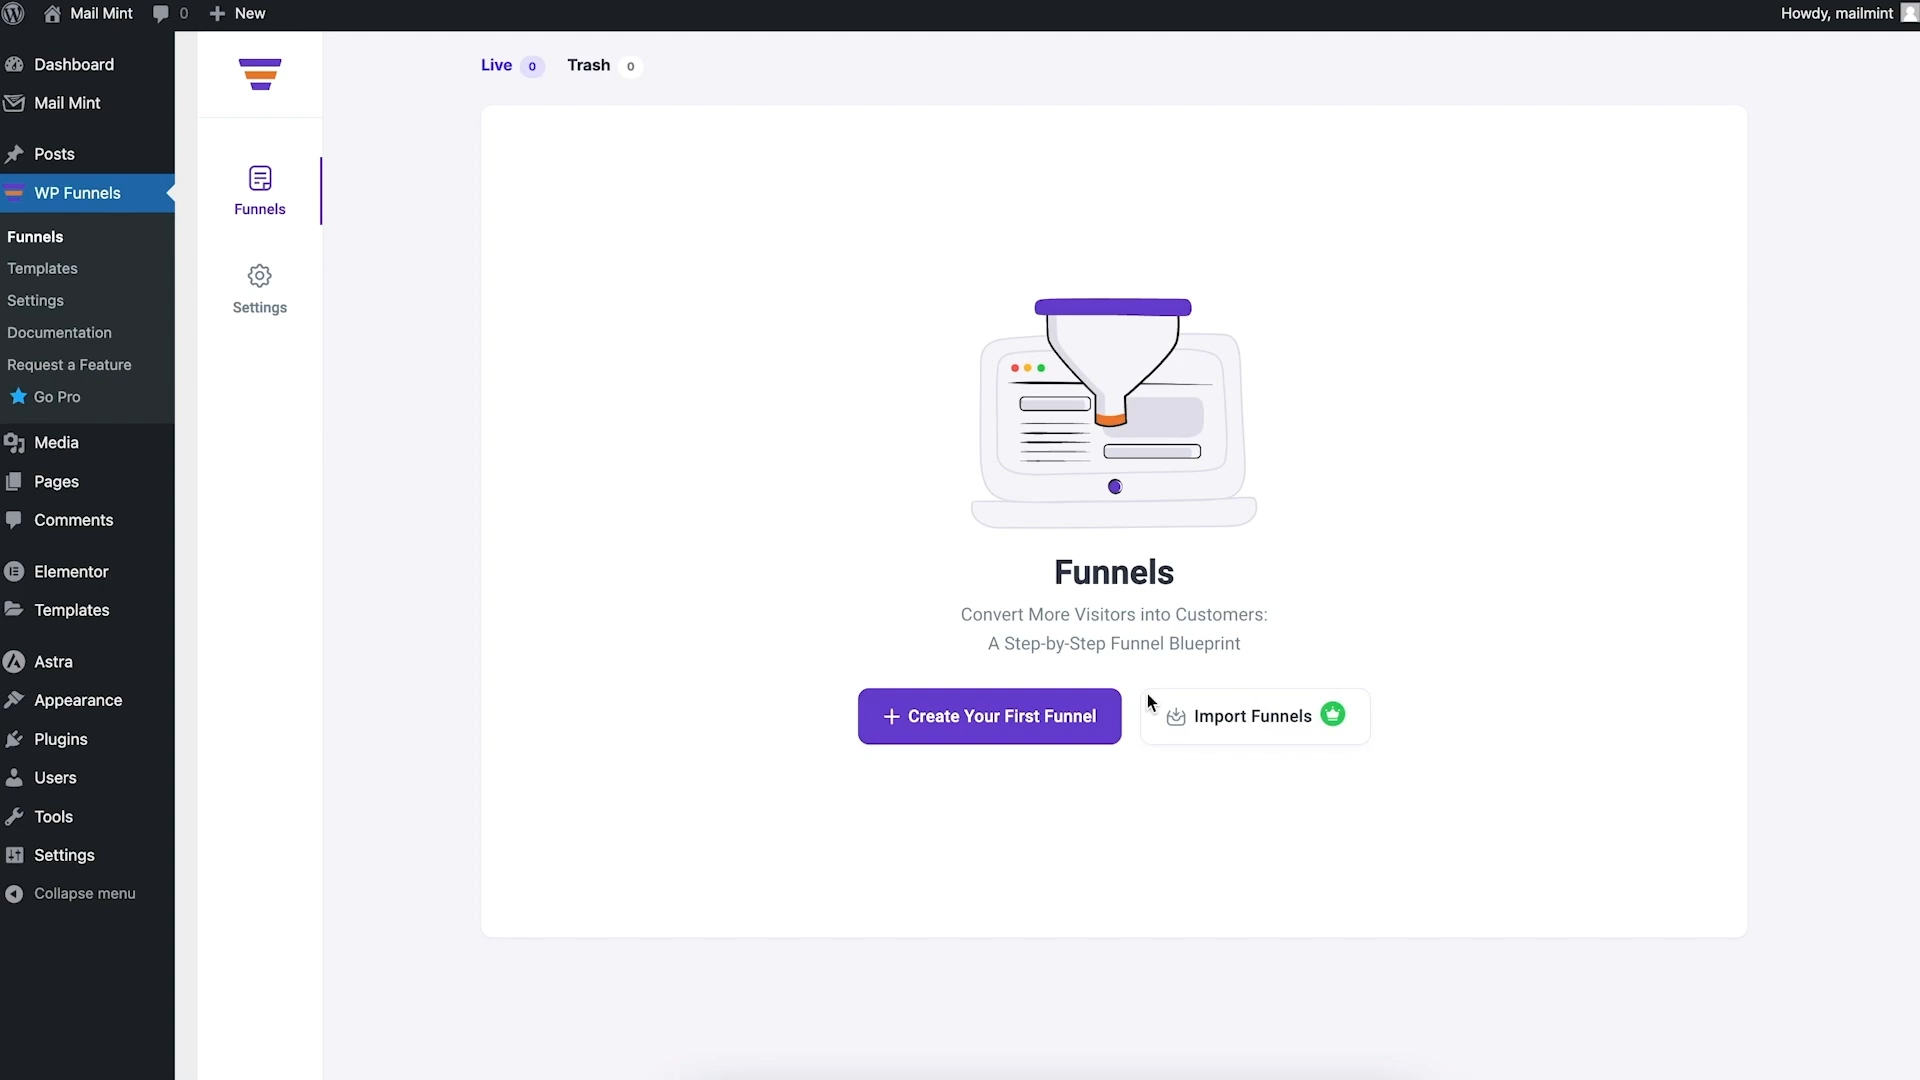 Mail Mint
0
New
Howdy, mailmint
Dashboard
Mail Mint
Posts
WP Funnels
Funnels
Templates
Settings
Documentation
Request a Feature
Go Pro
Media
Pages
Comments
Elementor
Templates
Astra
Appearance
Plugins
Users
Tools
Settings
Collapse menu
Funnels
Settings
Live 0 Trash 0
Funnels
Convert More Visitors into Customers:
A Step-by-Step Funnel Blueprint
+ Create Your First Funnel
Import Funnels